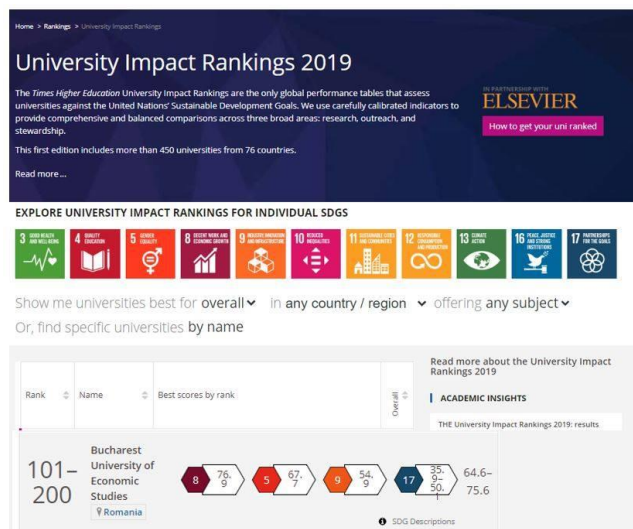 Home > Rankings > University Impact Rankings
University Impact Rankings 2019
The Times Higher Education University Impact Rankings are the only global performance tables that assess
universities against the United Nations' Sustainable Development Goals. We use carefully calibrated indicators to
provide comprehensive and balanced comparisons across three broad areas: research, outreach, and
stewardship.
This first edition includes more than 450 universities from 76 countries.
Read more ...
IN PARTNERSHIP WITH
ELSEVIER
How to get your uni ranked
EXPLORE UNIVERSITY IMPACT RANKINGS FOR INDIVIDUAL SDGS
3 GOOD HEALTH AND WELL-BEING
4 QUALITY EDUCATION
5 GENDER EQUALITY
8 DECENT WORK AND ECONOMIC GROWTH
9 INDUSTRY, INNOVATION AND INFRASTRUCTURE
10 REDUCED INEQUALITIES
11 SUSTAINABLE CITIES AND COMMUNITIES
12 RESPONSIBLE CONSUMPTION AND PRODUCTION
13 CLIMATE ACTION
16 PEACE, JUSTICE AND STRONG INSTITUTIONS
17 PARTNERSHIPS FOR THE GOALS
Show me universities best for overall in any country / region offering any subject
Or, find specific universities by name
Rank Name Best scores by rank Overall
Read more about the University Impact
Rankings 2019
ACADEMIC INSIGHTS
THE University Impact Rankings 2019: results
101–
200
Bucharest
University of
Economic
Studies
Romania
8 76.
9
5 67.
7
9 54.
9
17 35.
9–
50.
1
64.6–
75.6
SDG Descriptions